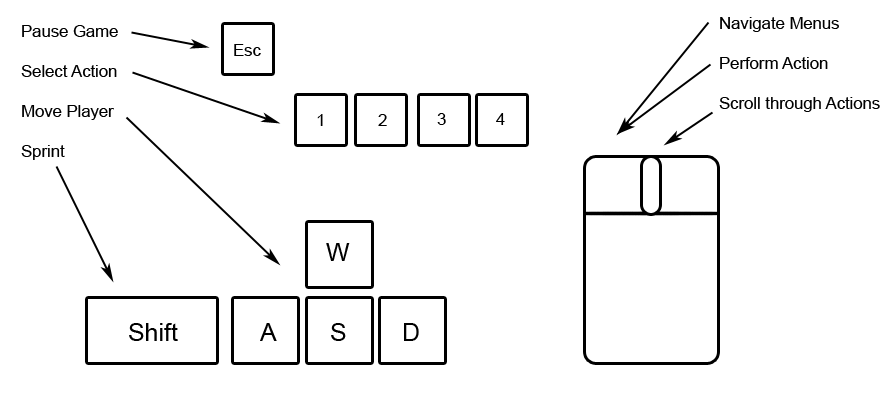 Pause Game
Select Action
Move Player
Sprint
Esc
1 2 3 4
W
Shift A S D
Navigate Menus
Perform Action
Scroll through Actions